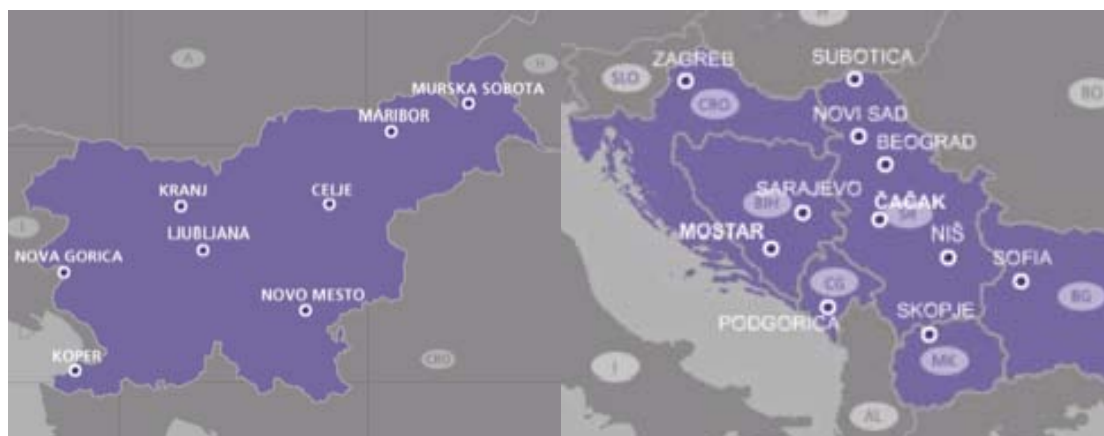 A
H
MURSKA SOBOTA
MARIBOR
KRANJ
CELJE
LJUBLJANA
I
NOVA GORICA
NOVO MESTO
KOPER
CRO
H
ZAGREB
SUBOTICA
SLO
RO
CRO
NOVI SAD
BEOGRAD
SARAJEVO
BIH
ČAČAK
SR
MOSTAR
NIŠ
SOFIA
CG
BG
PODGORICA
SKOPJE
MK
I
AL